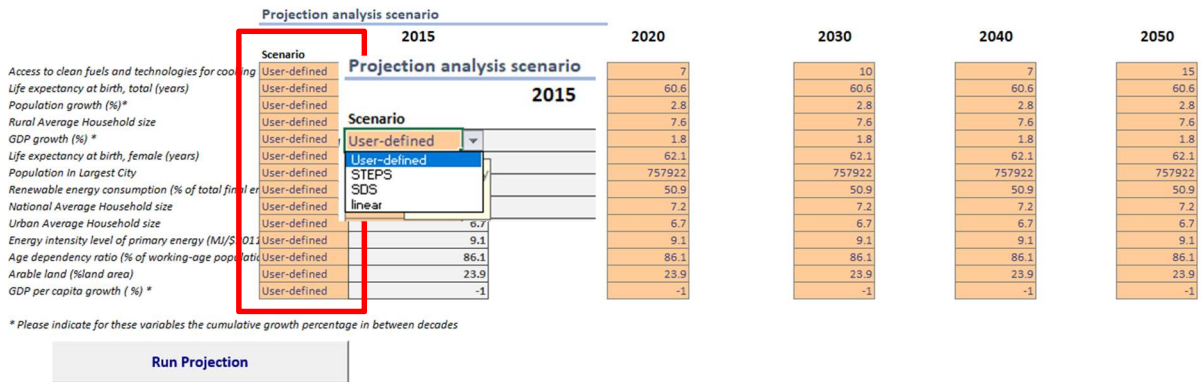 Projection analysis scenario
2015 2020 2030 2040 2050
Scenario
Access to clean fuels and technologies for cooking User-defined 7 10 7 15
Life expectancy at birth, total (years) User-defined 60.6 60.6 60.6 60.6
Population growth (%)* User-defined 2.8 2.8 2.8 2.8
Rural Average Household size User-defined 7.6 7.6 7.6 7.6
GDP growth (%) * User-defined 1.8 1.8 1.8 1.8
Life expectancy at birth, female (years) User-defined 62.1 62.1 62.1 62.1
Population In Largest City User-defined 757922 757922 757922 757922
Renewable energy consumption (% of total final en User-defined 50.9 50.9 50.9 50.9
National Average Household size User-defined 7.2 7.2 7.2 7.2
Urban Average Household size User-defined 6.7 6.7 6.7 6.7 6.7
Energy intensity level of primary energy (MJ/$2011 User-defined 9.1 9.1 9.1 9.1 9.1
Age dependency ratio (% of working-age populatio User-defined 86.1 86.1 86.1 86.1 86.1
Arable land (%land area) User-defined 23.9 23.9 23.9 23.9 23.9
GDP per capita growth ( %) * User-defined -1 -1 -1 -1 -1
Projection analysis scenario
2015
Scenario
User-defined
User-defined
STEPS
SDS
linear
* Please indicate for these variables the cumulative growth percentage in between decades
Run Projection